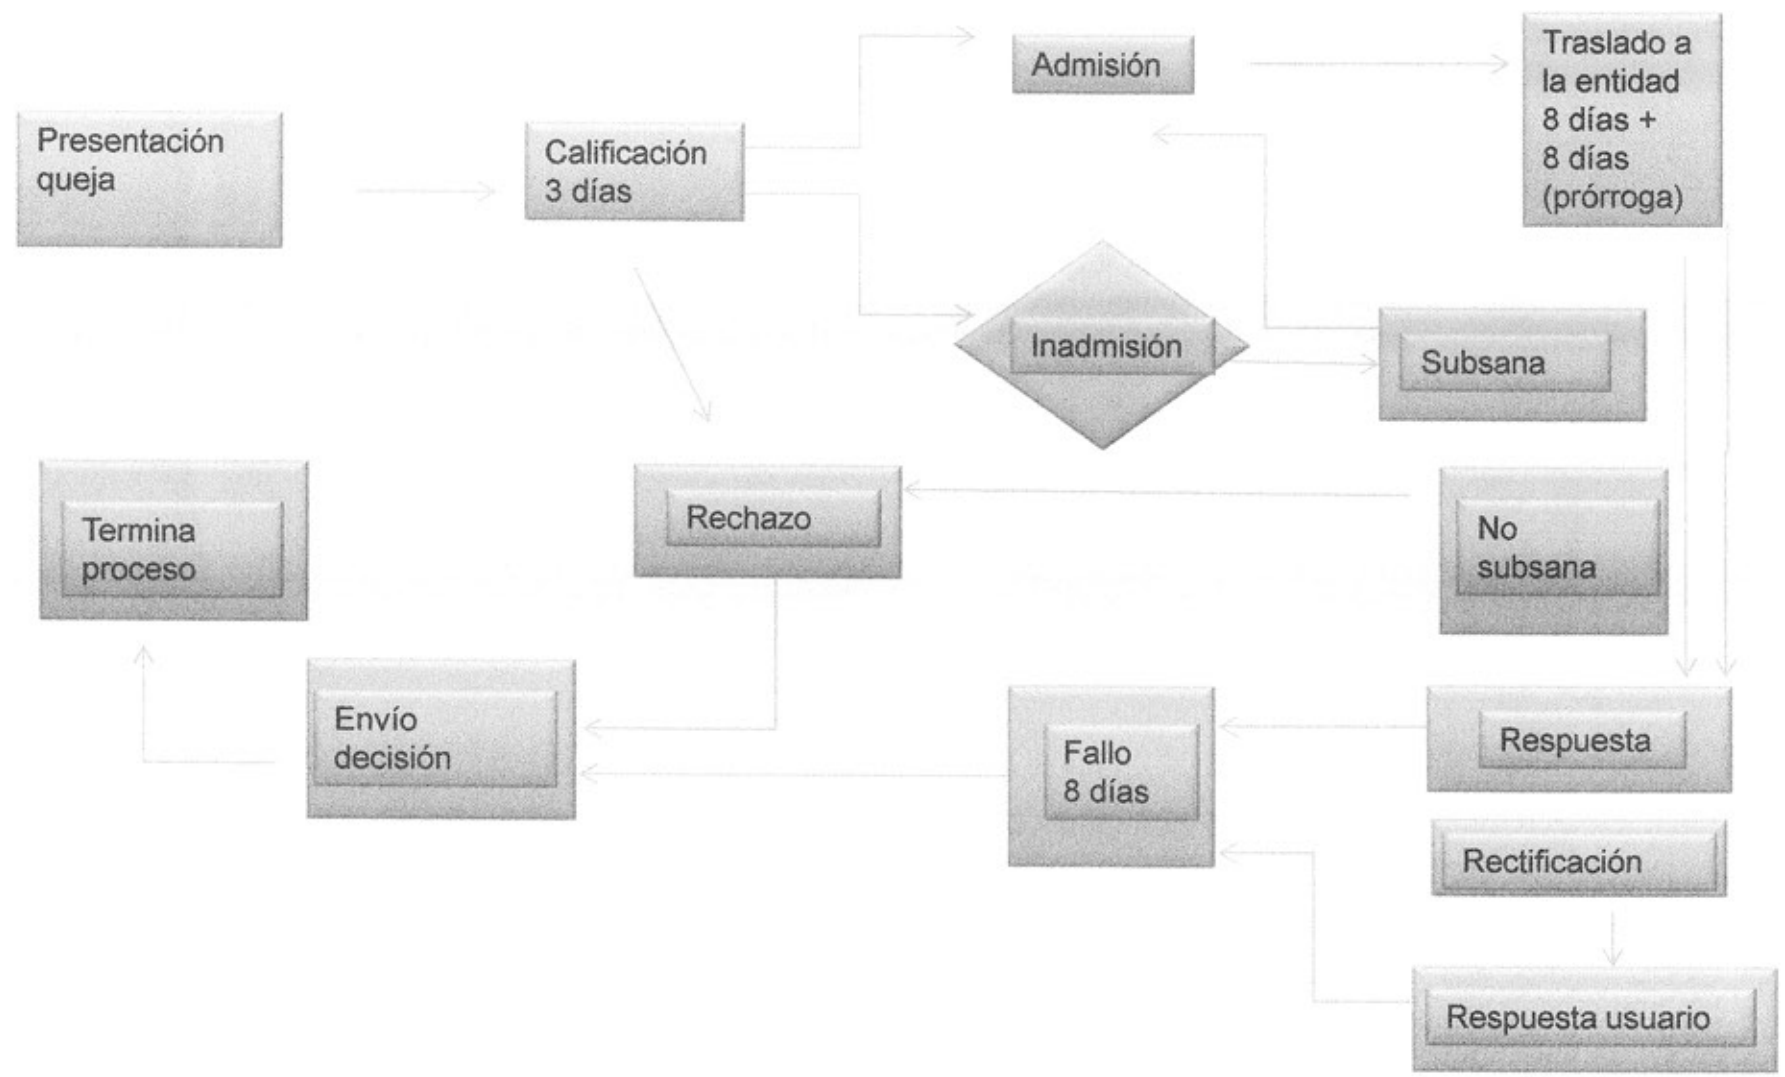 Presentación
queja
Calificación
3 días
Admisión
Traslado a
la entidad
8 días +
8 días
(prórroga)
Inadmisión
Subsana
Termina
proceso
Rechazo
No
subsana
Envío
decisión
Fallo
8 días
Respuesta
Rectificación
Respuesta usuario